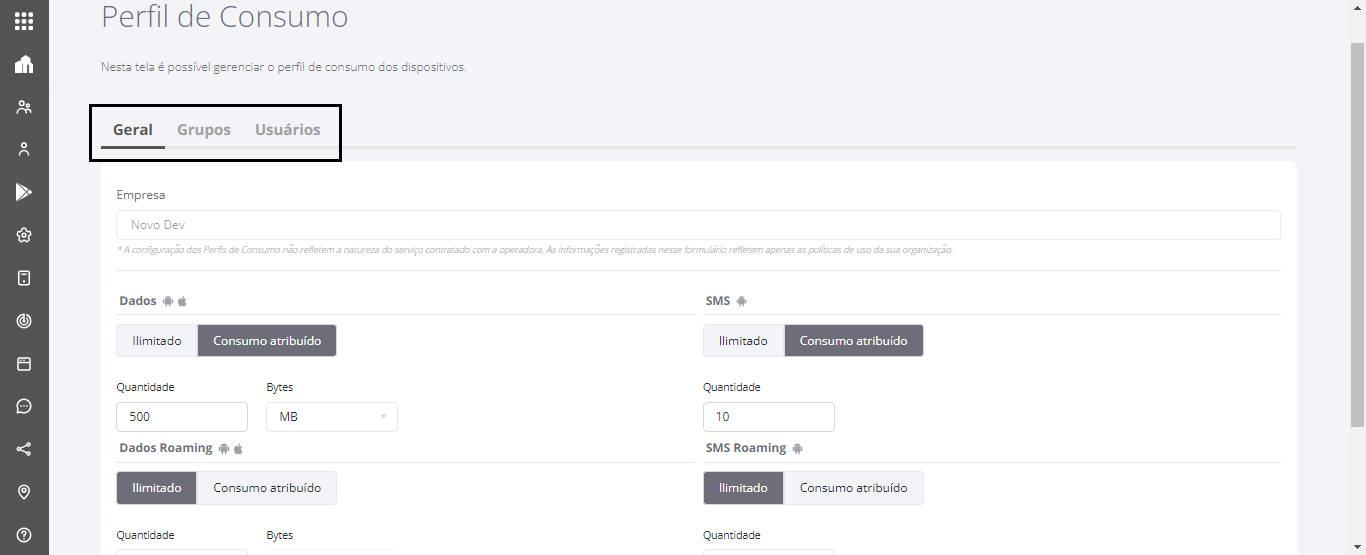 Perfil de Consumo
Nesta tela é possível gerenciar o perfil de consumo dos dispositivos.
Geral Grupos Usuários
Empresa
Novo Dev
* A configuração dos Perfis de Consumo não refletem a natureza do serviço contratado com a operadora. As informações registradas nesse formulário refletem apenas as políticas de uso da sua organização.
Dados SMS
Ilimitado Consumo atribuído Ilimitado Consumo atribuído
Quantidade Bytes Quantidade
500 MB 10
Dados Roaming SMS Roaming
Ilimitado Consumo atribuído Ilimitado Consumo atribuído
Quantidade Bytes Quantidade